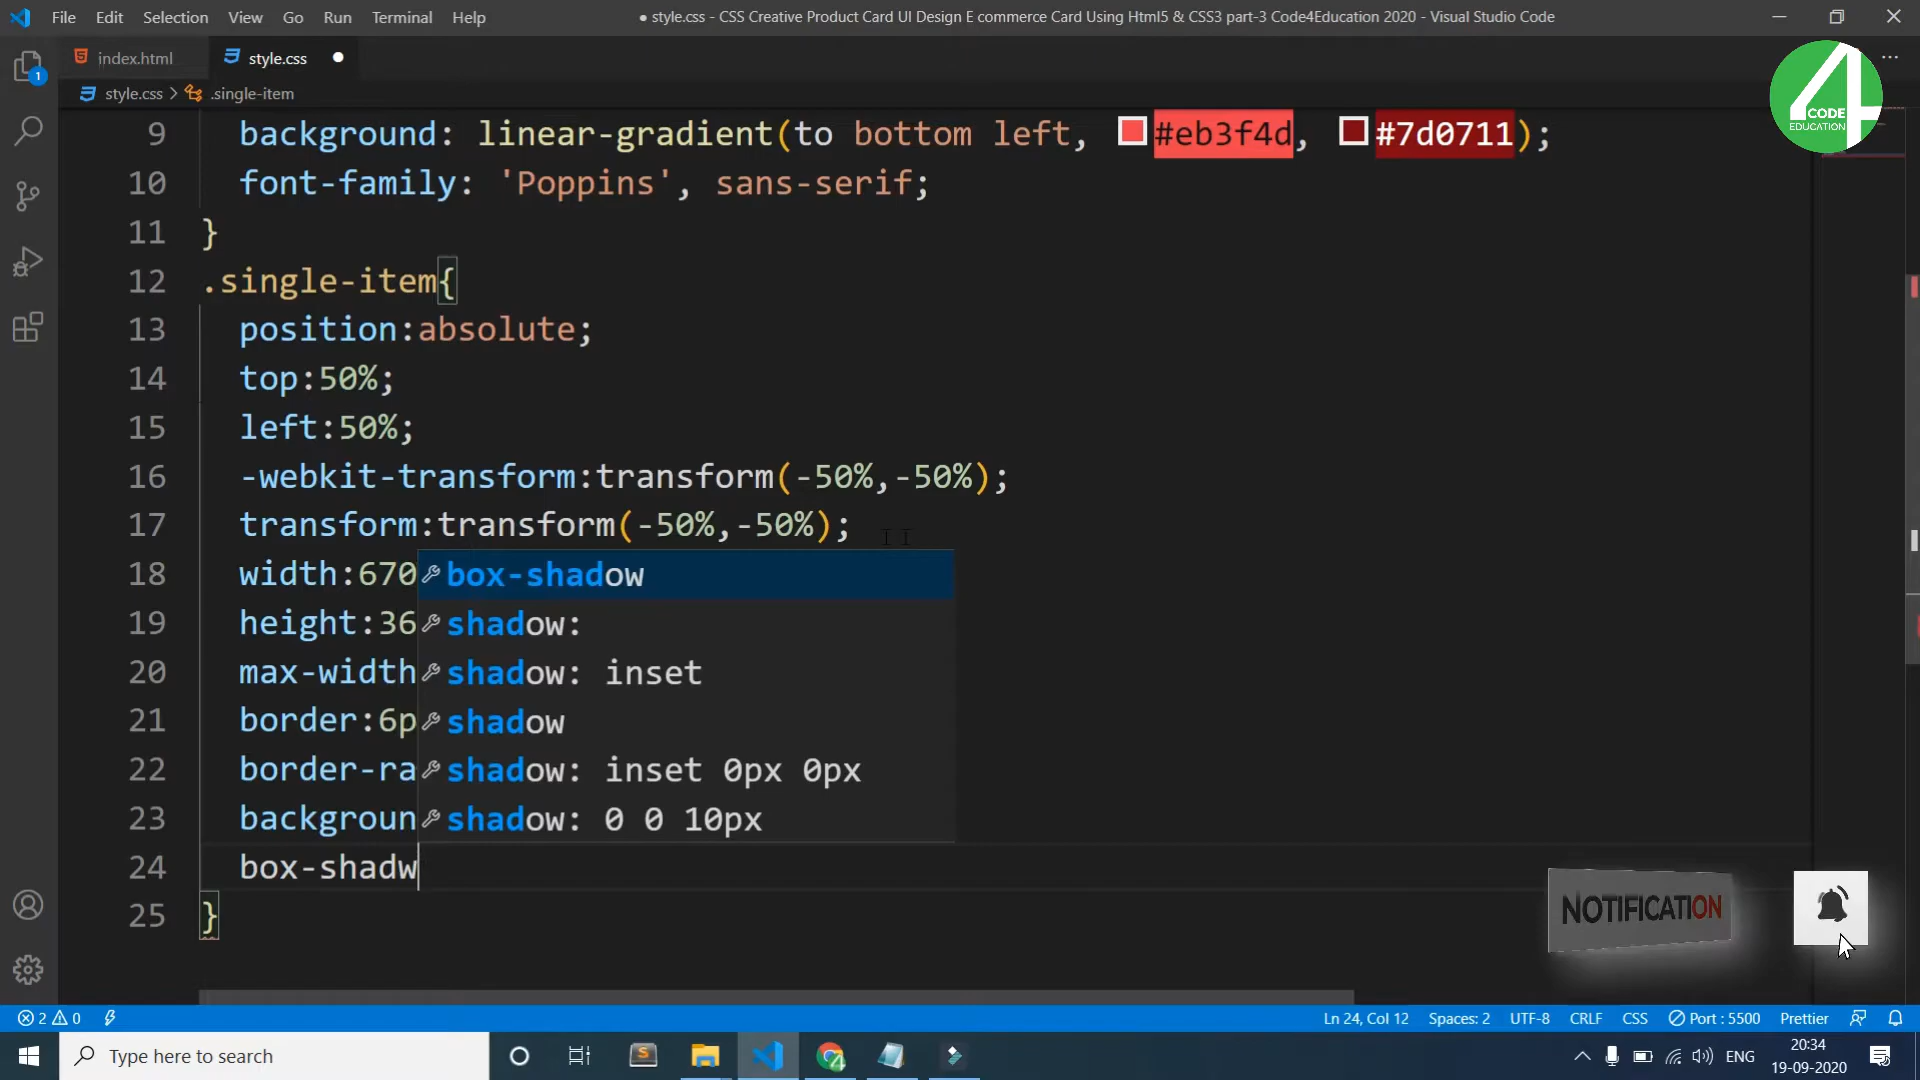 File Edit Selection View Go Run Terminal Help
● style.css - CSS Creative Product Card UI Design E commerce Card Using Html5 & CSS3 part-3 Code4Education 2020 - Visual Studio Code
index.html style.css ●
style.css > .single-item
4 CODE EDUCATION
1
9 background: linear-gradient(to bottom left, #eb3f4d, #7d0711);
10 font-family: 'Poppins', sans-serif;
11 }
12 .single-item{
13 position:absolute;
14 top:50%;
15 left:50%;
16 -webkit-transform:transform(-50%,-50%);
17 transform:transform(-50%,-50%);
18 width:670 box-shadow
19 height:36 shadow:
20 max-width shadow: inset
21 border:6p shadow
22 border-ra shadow: inset 0px 0px
23 backgroun shadow: 0 0 10px
24 box-shadw
25 }
NOTIFICATION
2 0 Ln 24, Col 12 Spaces: 2 UTF-8 CRLF CSS Port : 5500 Prettier
Type here to search ENG 20:34
19-09-2020